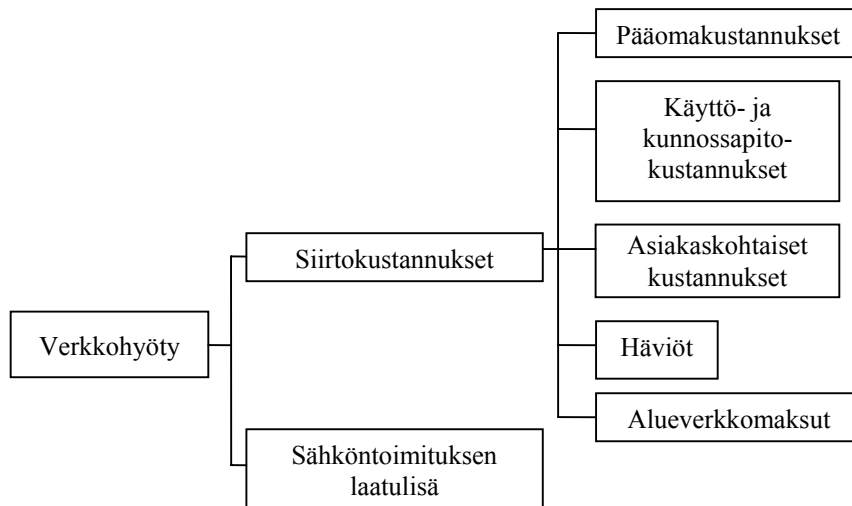 Pääomakustannukset
Käyttö- ja
kunnossapito-
kustannukset
Siirtokustannukset
Asiakaskohtaiset
kustannukset
Verkkohyöty
Häviöt
Alueverkkomaksut
Sähköntoimituksen
laatulisä